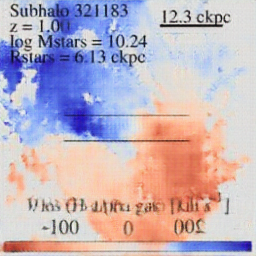 Subhalo 321183
12.3 ckpc
z = 1.00
log Mstars = 10.24
Rstars = 6.13 ckpc
-100 0